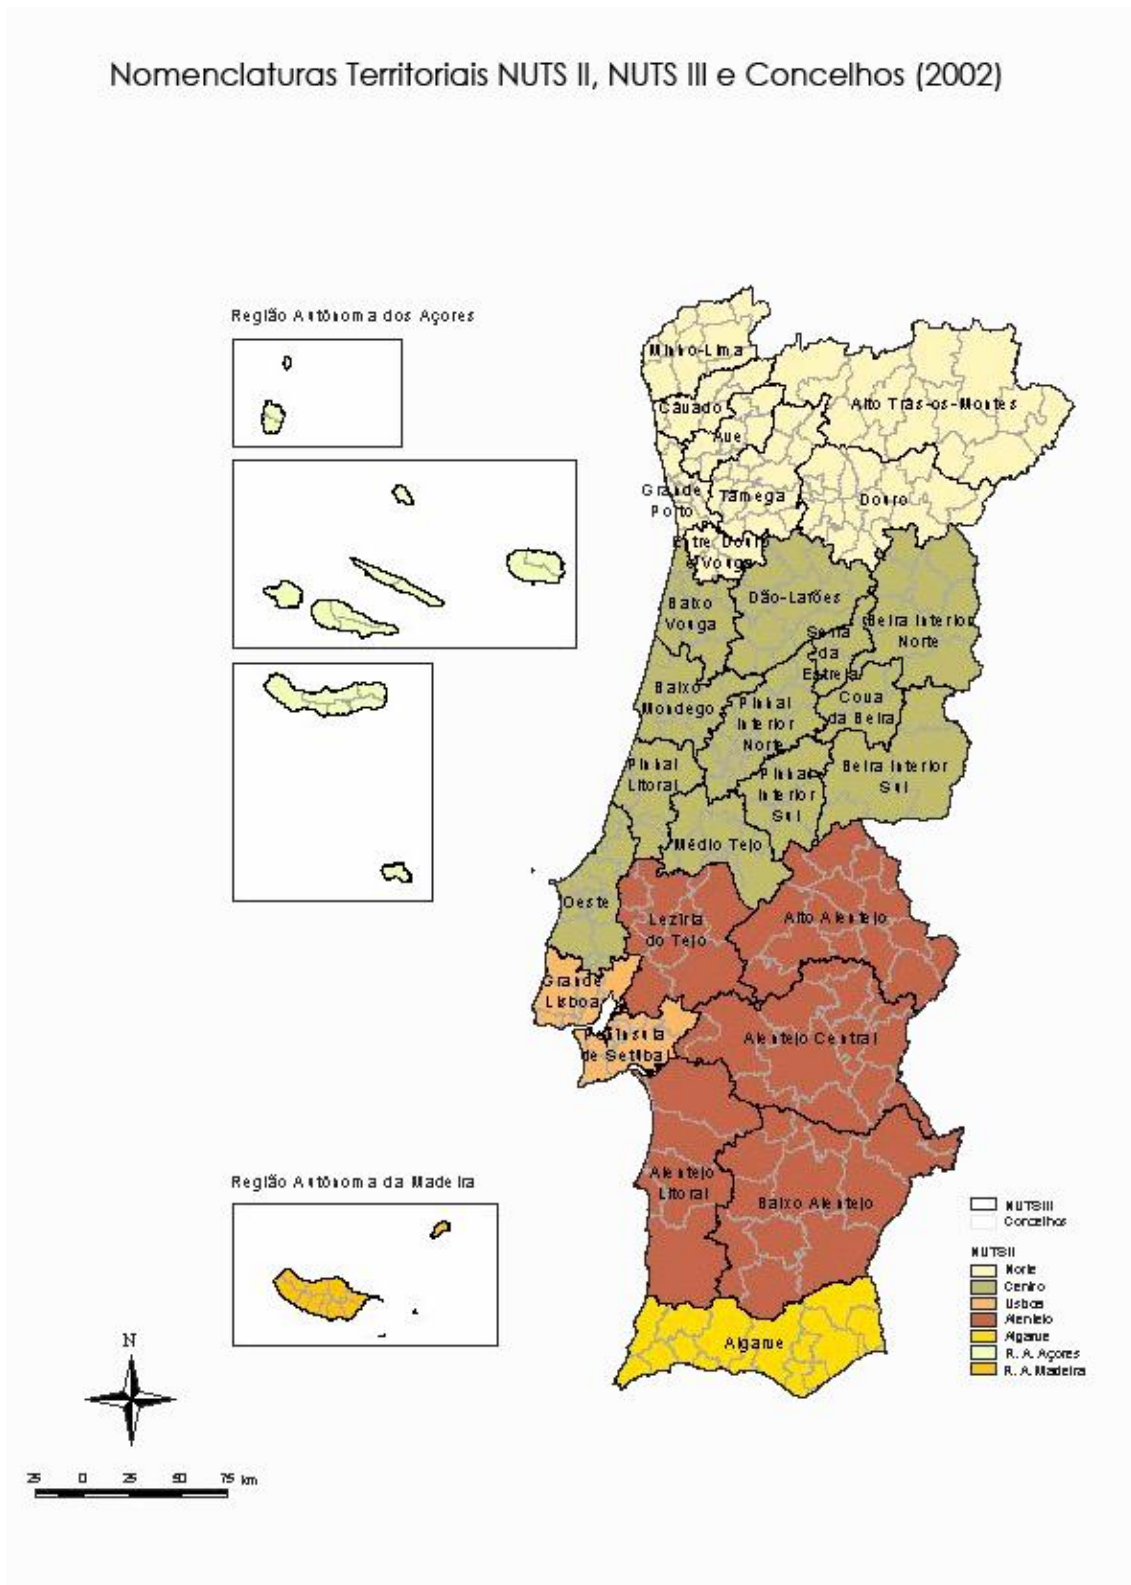 Nomenclaturas Territoriais NUTS II, NUTS III e Concelhos (2002)
Região Autónoma dos Açores
Minho-Lima
Cávado
Ave
Alto Trás-os-Montes
Grande
Porto
Tâmega
Douro
Entre Douro
e Vouga
Baixo
Vouga
Dão-Lafões
Serra
da
Estrela
Beira Interior
Norte
Baixo
Mondego
Pinhal
Interior
Norte
Cova
da Beira
Pinhal
Litoral
Pinhal
Interior
Sul
Beira Interior
Sul
Médio Tejo
Oeste
Lezíria
do Tejo
Alto Alentejo
Grande
Lisboa
Península
de Setúbal
Alentejo Central
Alentejo
Litoral
Baixo Alentejo
Algarve
Região Autónoma da Madeira
NUTSIII
Concelhos
NUTSII
Norte
Centro
Lisboa
Alentejo
Algarve
R. A. Açores
R. A. Madeira
N
25 0 25 50 75 km